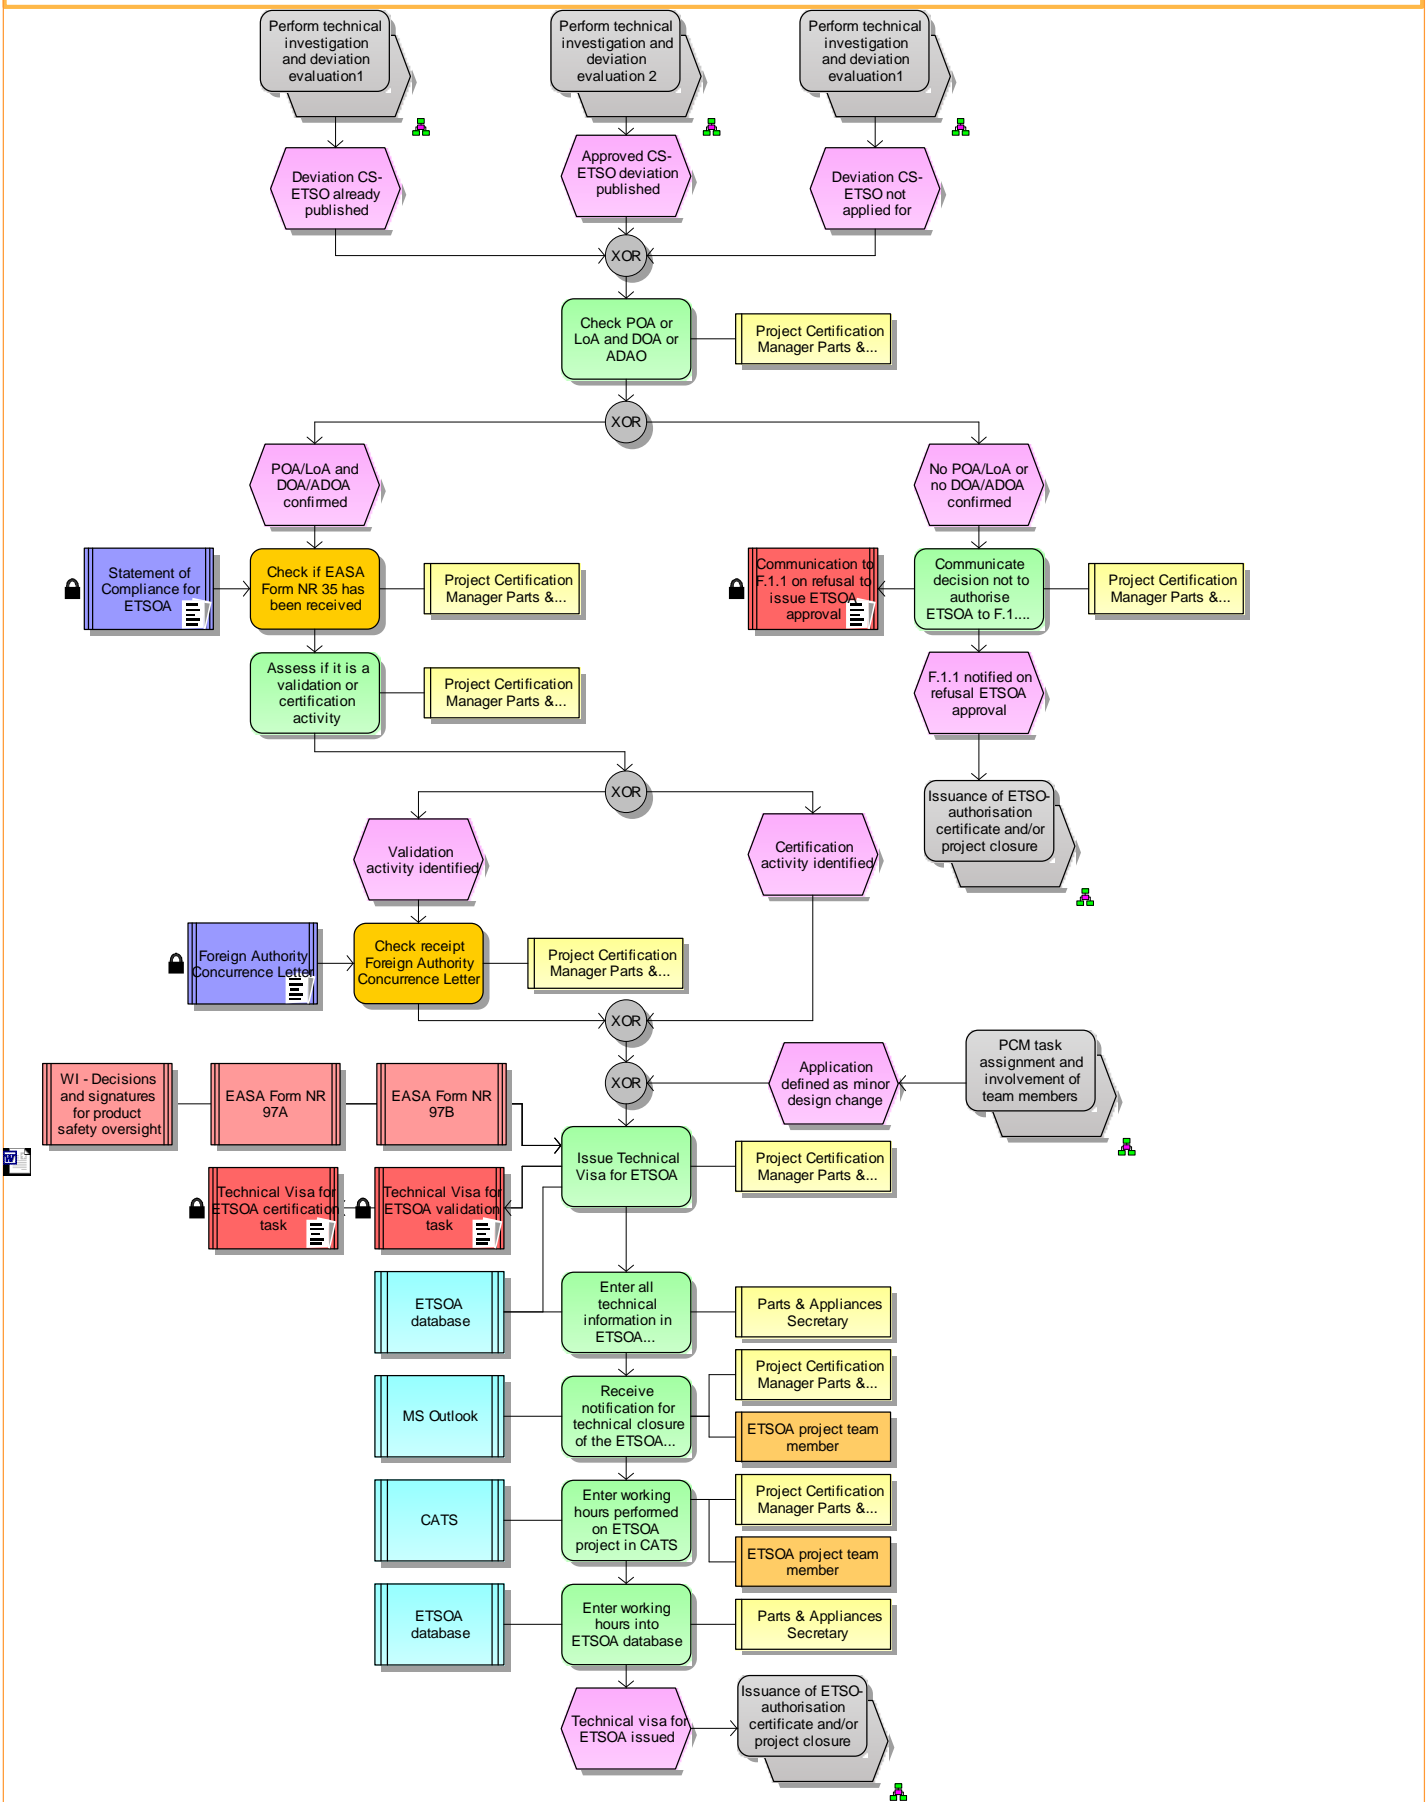 Perform technical
investigation
and deviation
evaluation1
Perform technical
investigation and
deviation
evaluation 2
Perform technical
investigation
and deviation
evaluation1
Deviation CS-
ETSO already
published
Approved CS-
ETSO deviation
published
Deviation CS-
ETSO not
applied for
XOR
Check POA or
LoA and DOA or
ADAO
Project Certification
Manager Parts &...
XOR
POA/LoA and
DOA/ADOA
confirmed
No POA/LoA or
no DOA/ADOA
confirmed
Statement of
Compliance for
ETSOA
Check if EASA
Form NR 35 has
been received
Project Certification
Manager Parts &...
Communication to
F.1.1 on refusal to
issue ETSOA
approval
Communicate
decision not to
authorise
ETSOA to F.1....
Project Certification
Manager Parts &...
Assess if it is a
validation or
certification
activity
Project Certification
Manager Parts &...
F.1.1 notified on
refusal ETSOA
approval
XOR
Issuance of ETSO-
authorisation
certificate and/or
project closure
Validation
activity identified
Certification
activity identified
Foreign Authority
Concurrence Letter
Check receipt
Foreign Authority
Concurrence Letter
Project Certification
Manager Parts &...
XOR
XOR
Application
defined as minor
design change
PCM task
assignment and
involvement of
team members
WI - Decisions
and signatures
for product
safety oversight
EASA Form NR
97A
EASA Form NR
97B
Issue Technical
Visa for ETSOA
Project Certification
Manager Parts &...
W
Technical Visa for
ETSOA certification
task
Technical Visa for
ETSOA validation
task
ETSOA
database
Enter all
technical
information in
ETSOA...
Parts & Appliances
Secretary
MS Outlook
Receive
notification for
technical closure
of the ETSOA...
Project Certification
Manager Parts &...
ETSOA project team
member
CATS
Enter working
hours performed
on ETSOA
project in CATS
Project Certification
Manager Parts &...
ETSOA project team
member
ETSOA
database
Enter working
hours into
ETSOA database
Parts & Appliances
Secretary
Technical visa for
ETSOA issued
Issuance of ETSO-
authorisation
certificate and/or
project closure